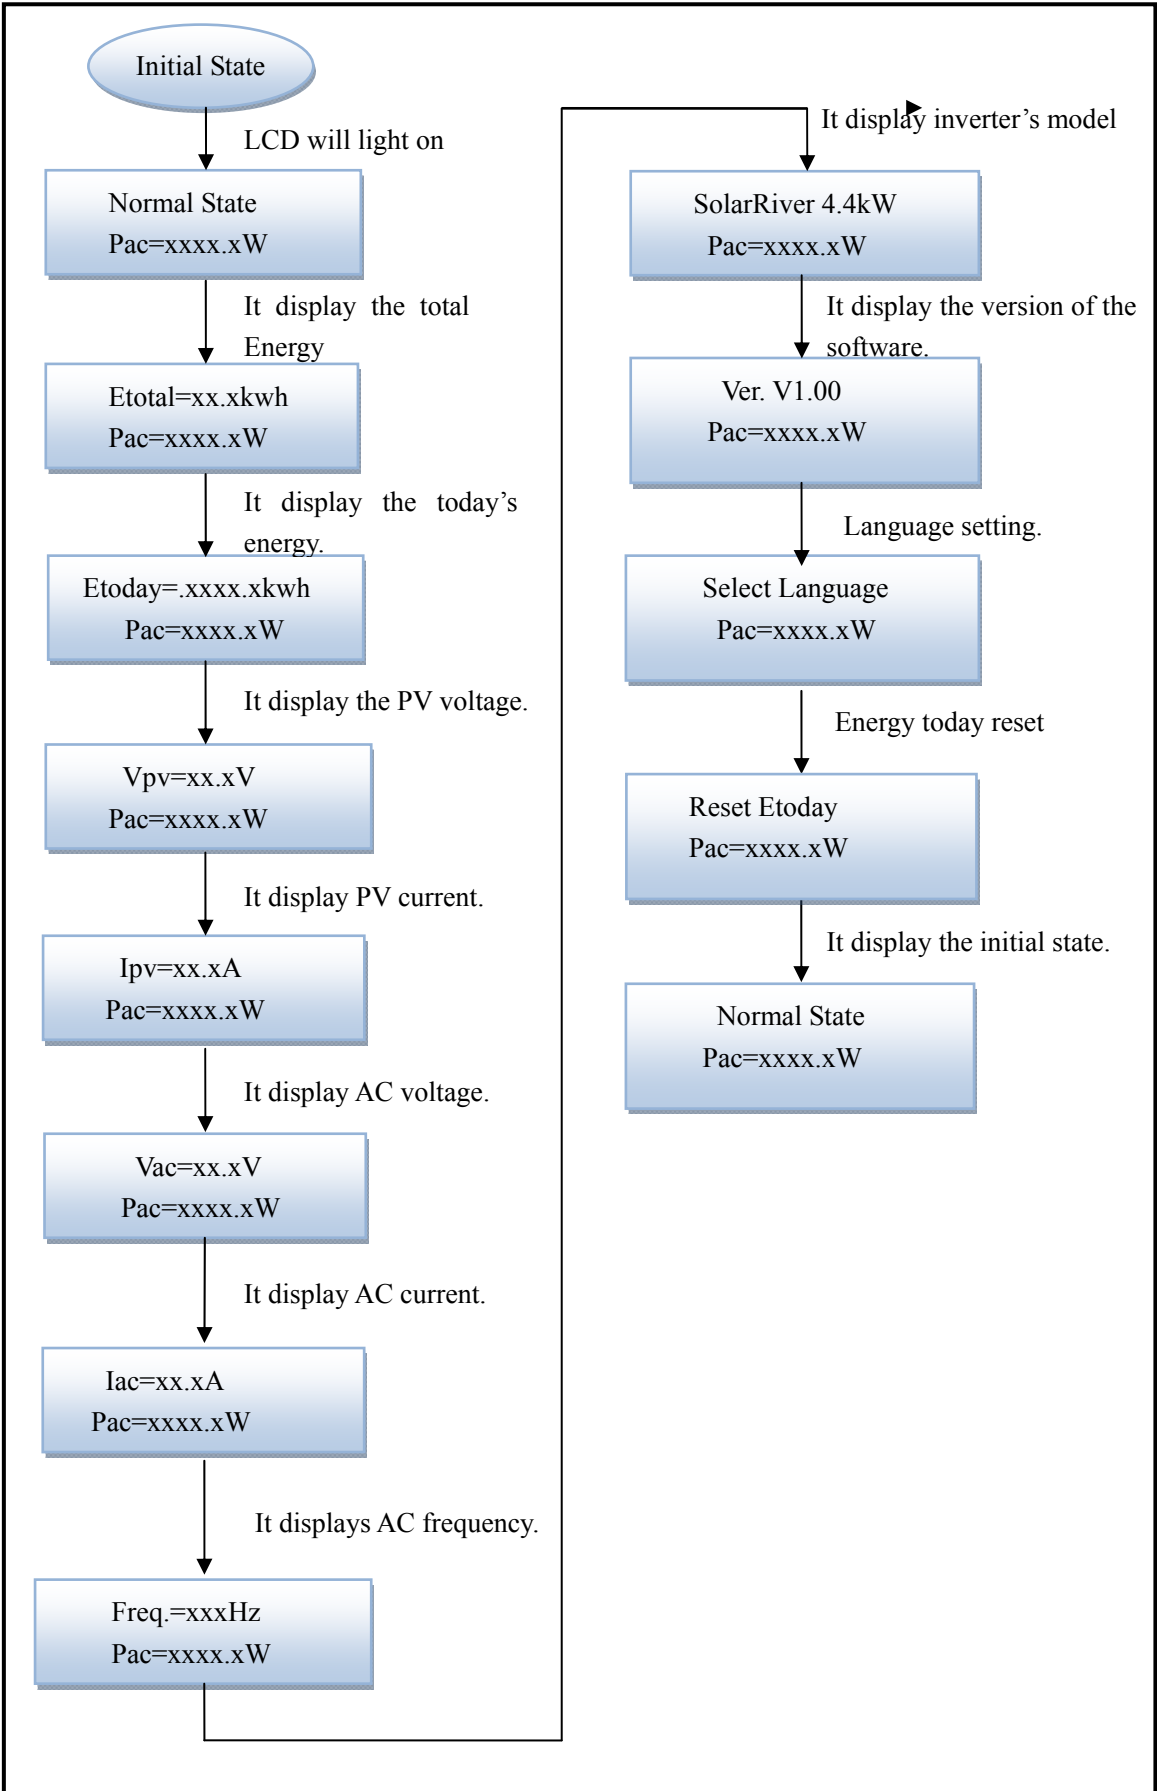 Initial State
LCD will light on
Normal State
Pac=xxxx.xW
It display the total
Energy
Etotal=xx.xkwh
Pac=xxxx.xW
It display the today’s
energy.
Etoday=.xxxx.xkwh
Pac=xxxx.xW
It display the PV voltage.
Vpv=xx.xV
Pac=xxxx.xW
It display PV current.
Ipv=xx.xA
Pac=xxxx.xW
It display AC voltage.
Vac=xx.xV
Pac=xxxx.xW
It display AC current.
Iac=xx.xA
Pac=xxxx.xW
It displays AC frequency.
Freq.=xxxHz
Pac=xxxx.xW
It display inverter’s model
SolarRiver 4.4kW
Pac=xxxx.xW
It display the version of the
software.
Ver. V1.00
Pac=xxxx.xW
Language setting.
Select Language
Pac=xxxx.xW
Energy today reset
Reset Etoday
Pac=xxxx.xW
It display the initial state.
Normal State
Pac=xxxx.xW